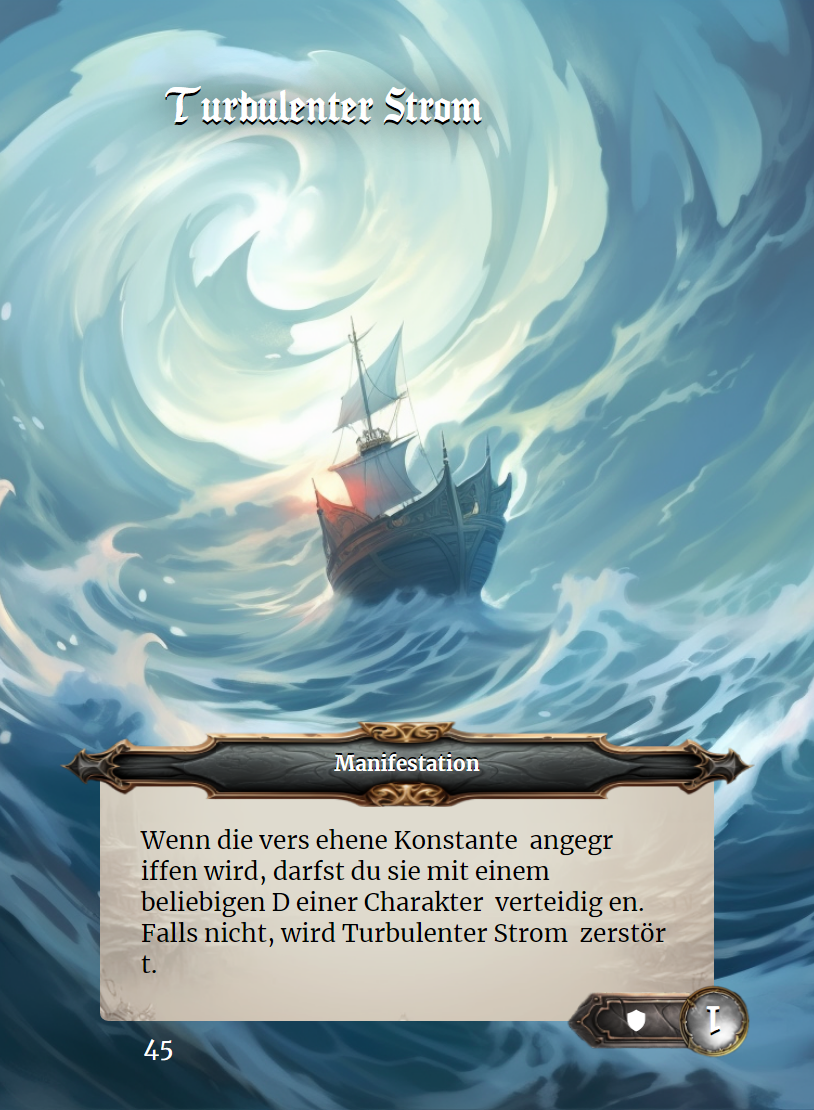 Turbulenter Strom
Manifestation
Wenn die vers ehene Konstante angegr
iffen wird, darfst du sie mit einem
beliebigen D einer Charakter verteidig en.
Falls nicht, wird Turbulenter Strom zerstör
t.
1
45